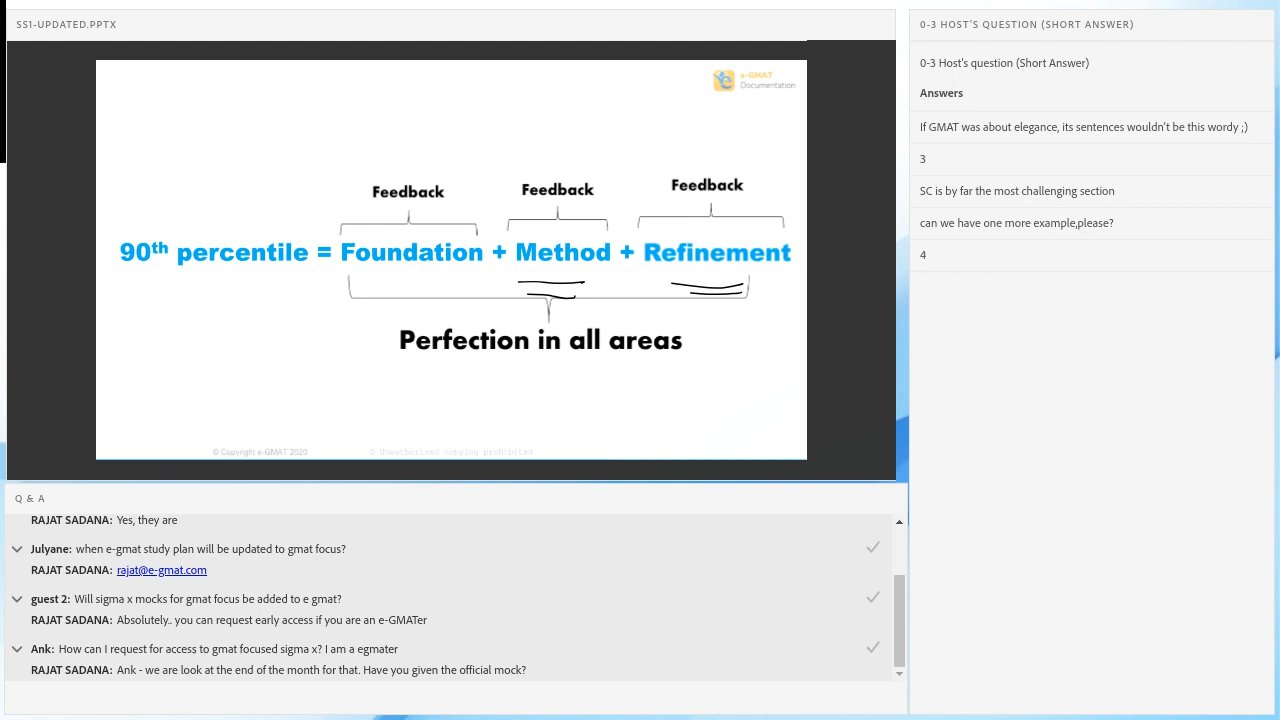 SS1-UPDATED.PPTX
e-GMAT
Documentation
Feedback
Feedback
Feedback
90th percentile = Foundation + Method + Refinement
Perfection in all areas
© Copyright e-GMAT 2020
© Unauthorized copying prohibited
Q & A
RAJAT SADANA: Yes, they are
Julyane: when e-gmat study plan will be updated to gmat focus?
RAJAT SADANA: rajat@e-gmat.com
guest 2: Will sigma x mocks for gmat focus be added to e gmat?
RAJAT SADANA: Absolutely.. you can request early access if you are an e-GMATer
Ank: How can I request for access to gmat focused sigma x? I am a egmater
RAJAT SADANA: Ank - we are look at the end of the month for that. Have you given the official mock?
0-3 HOST'S QUESTION (SHORT ANSWER)
0-3 Host's question (Short Answer)
Answers
If GMAT was about elegance, its sentences wouldn't be this wordy ;)
3
SC is by far the most challenging section
can we have one more example,please?
4